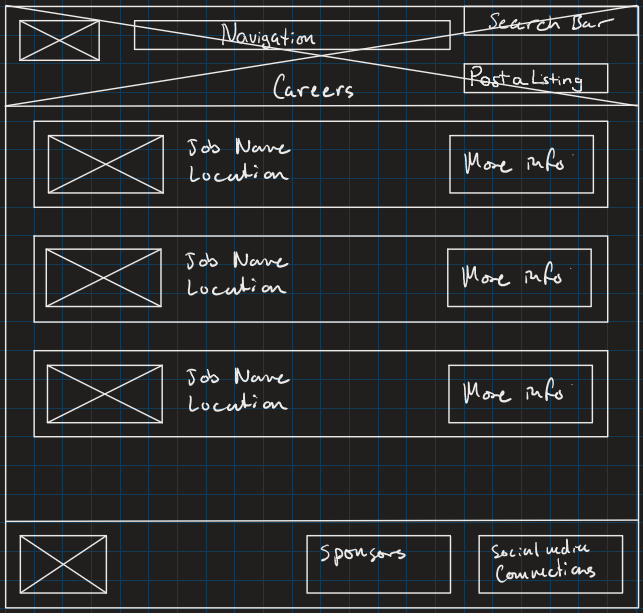 Search Bar
Navigation
Post a Listing
Careers
Job Name
Location
More info
Job Name
Location
More info
Job Name
Location
More info
Sponsors
Social media
Connections